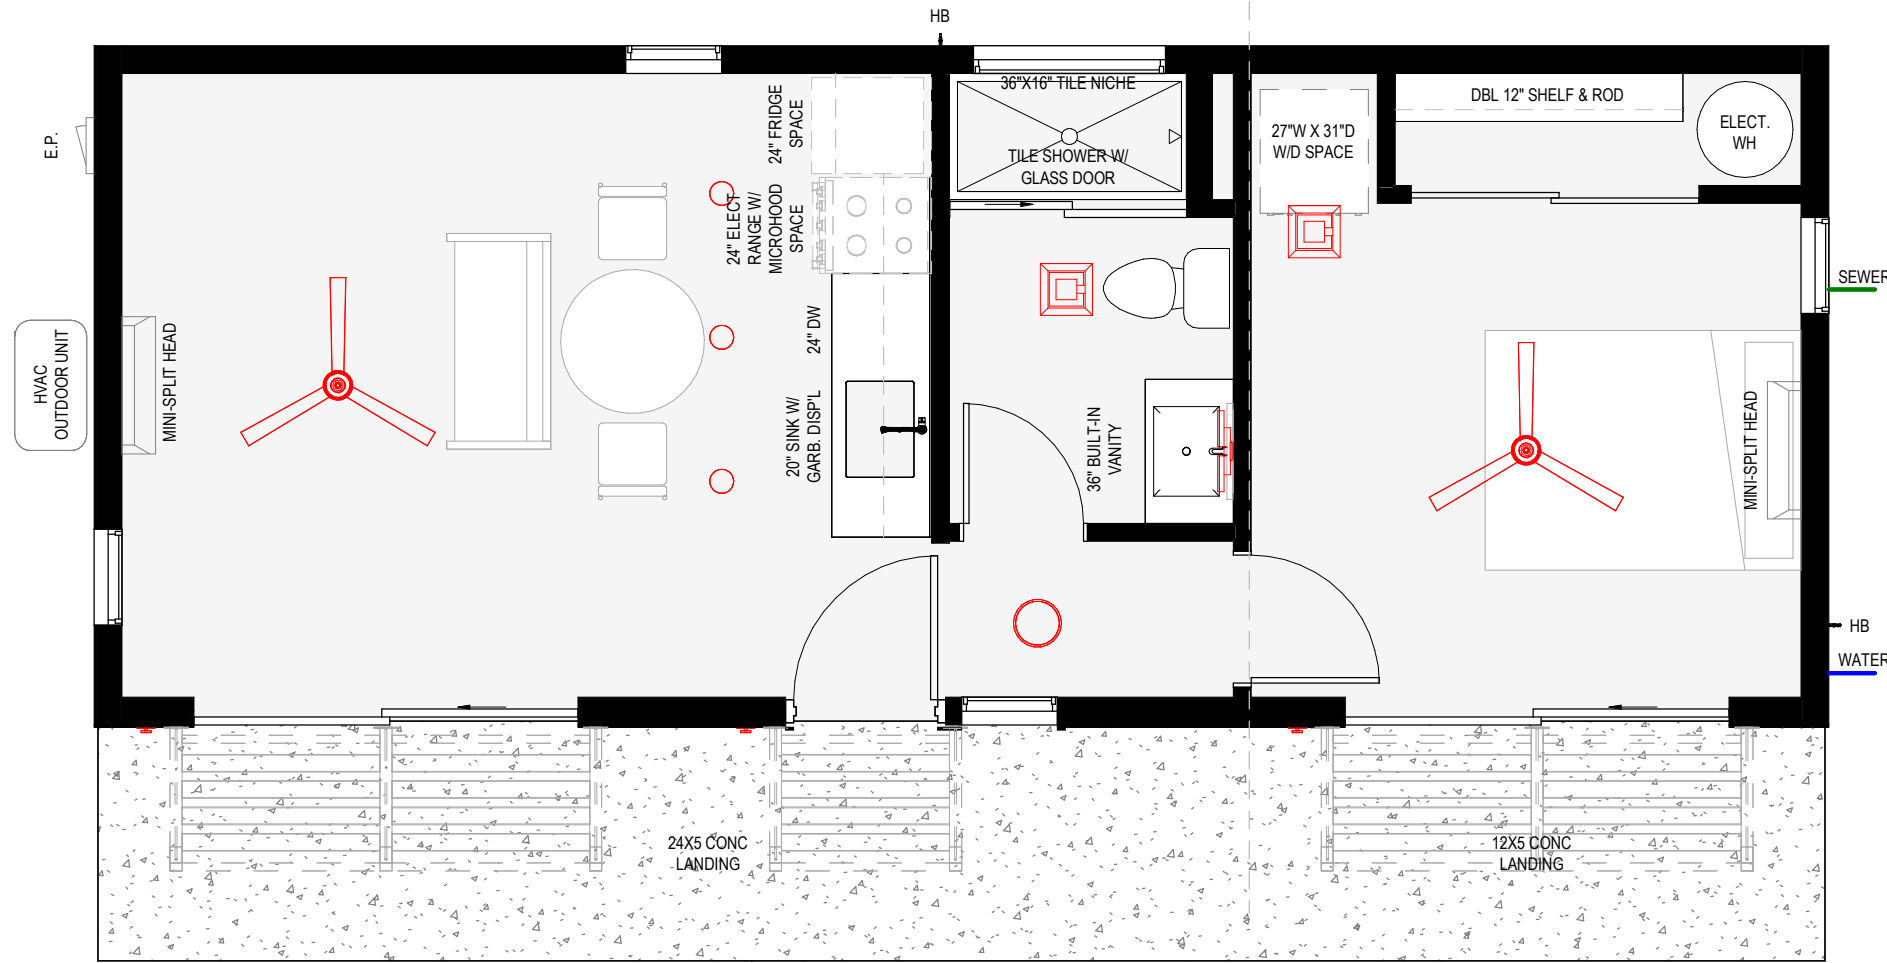 HB
36"X16" TILE NICHE
TILE SHOWER W/
GLASS DOOR
24" FRIDGE
SPACE
24" ELECT
RANGE W/
MICROHOOD
SPACE
24" DW
20" SINK W/
GARB. DISP'L
36" BUILT-IN
VANITY
27"W X 31"D
W/D SPACE
DBL 12" SHELF & ROD
ELECT.
WH
E.P.
HVAC
OUTDOOR UNIT
MINI-SPLIT HEAD
MINI-SPLIT HEAD
SEWER
HB
WATER
24X5 CONC
LANDING
12X5 CONC
LANDING